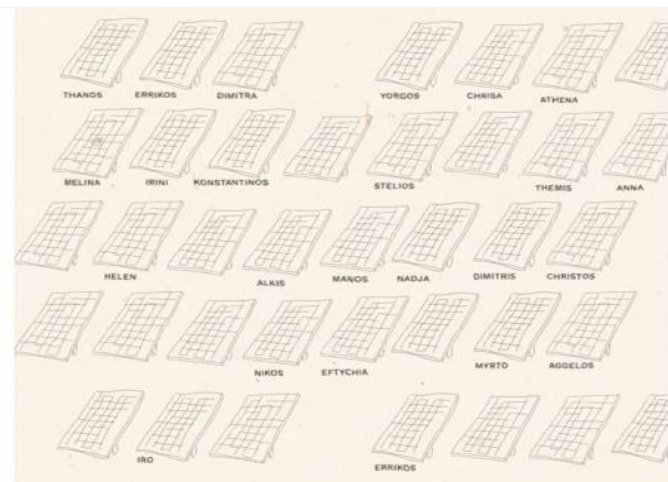 THANOS ERRIKOS DIMITRA YORGOS CHRISA ATHENA
MELINA IRINI KONSTANTINOS STELIOS THEMIS ANNA
HELEN ALKIS MANOS NADJA DIMITRIS CHRISTOS
NIKOS EFTYCHIA MYRTO AGGELOS
IRO ERRIKOS